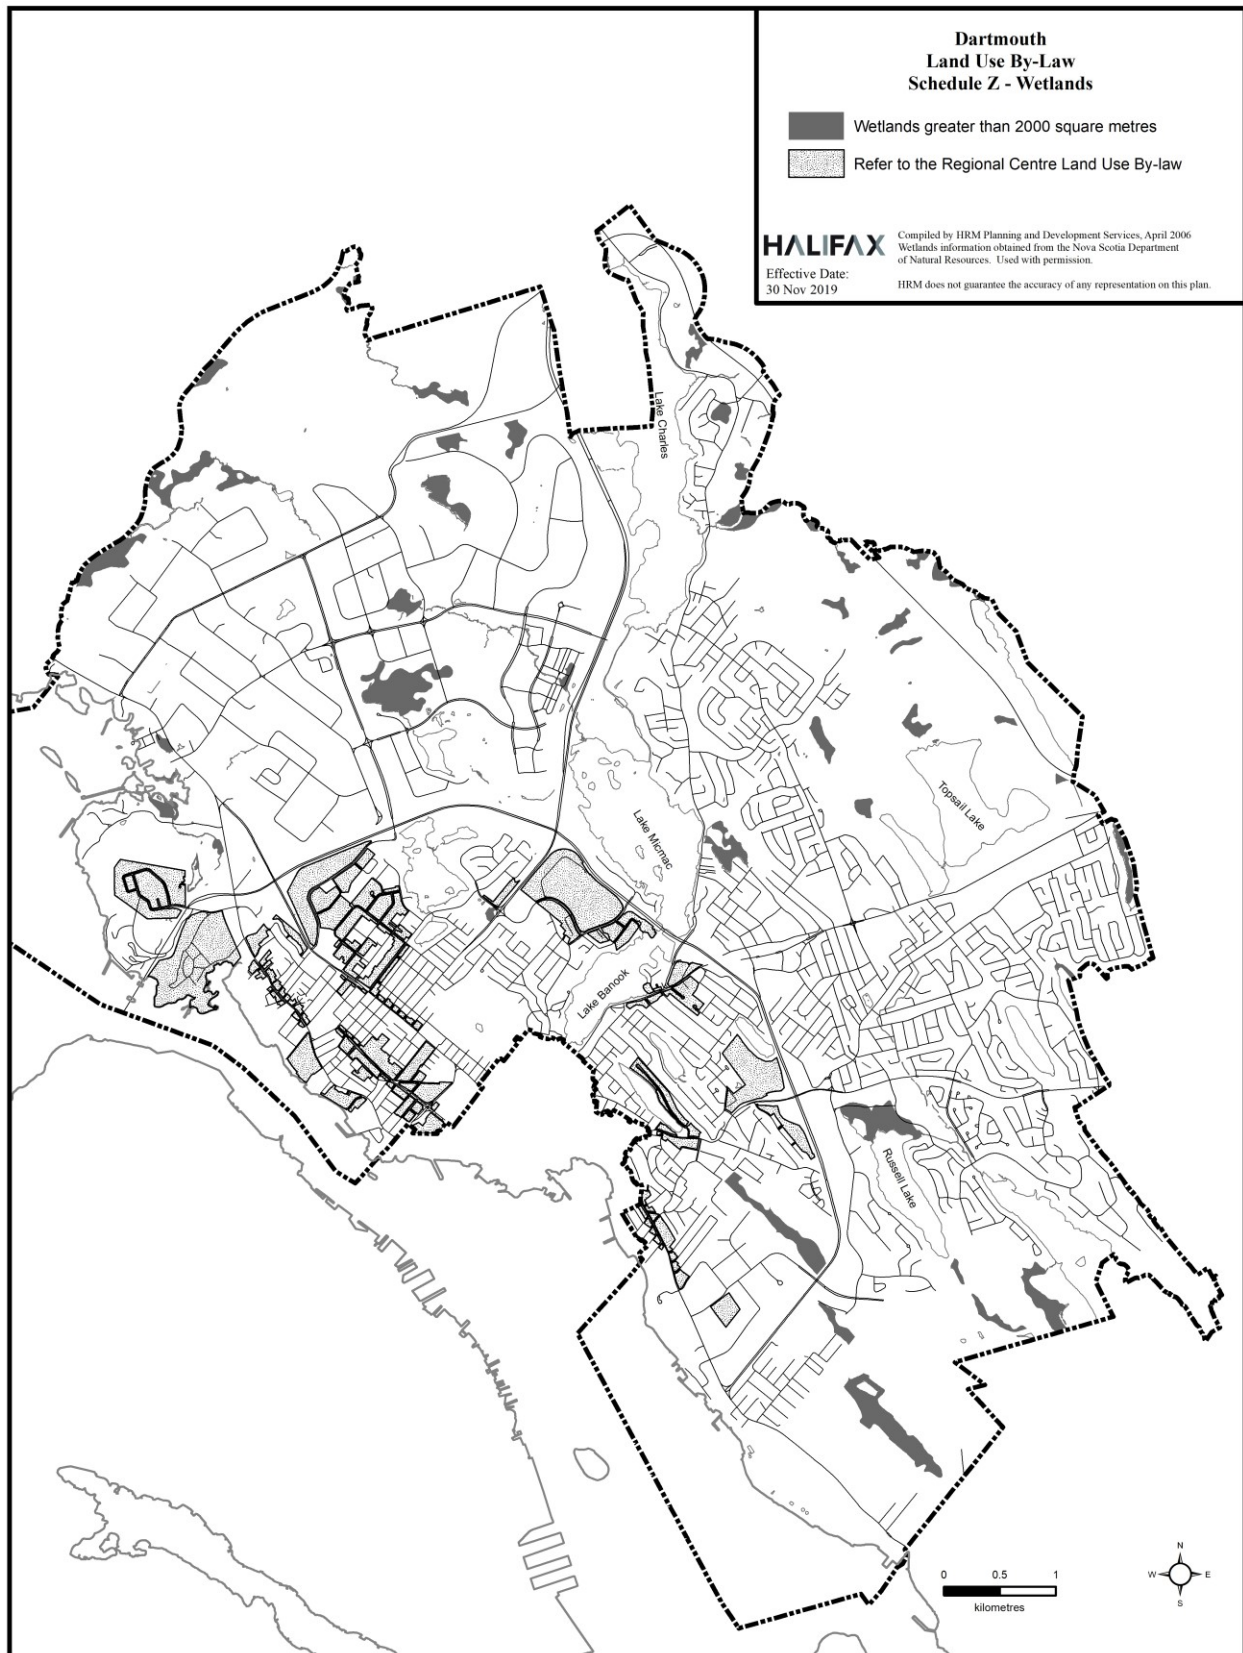 Dartmouth
Land Use By-Law
Schedule Z - Wetlands
Wetlands greater than 2000 square metres
Refer to the Regional Centre Land Use By-law
HALIFAX
Effective Date:
30 Nov 2019
Compiled by HRM Planning and Development Services, April 2006
Wetlands information obtained from the Nova Scotia Department
of Natural Resources. Used with permission.
HRM does not guarantee the accuracy of any representation on this plan.
Lake Charles
Topsail Lake
Lake Micmac
Lake Banook
Russell Lake
0 0.5 1
kilometres
N
W E
S